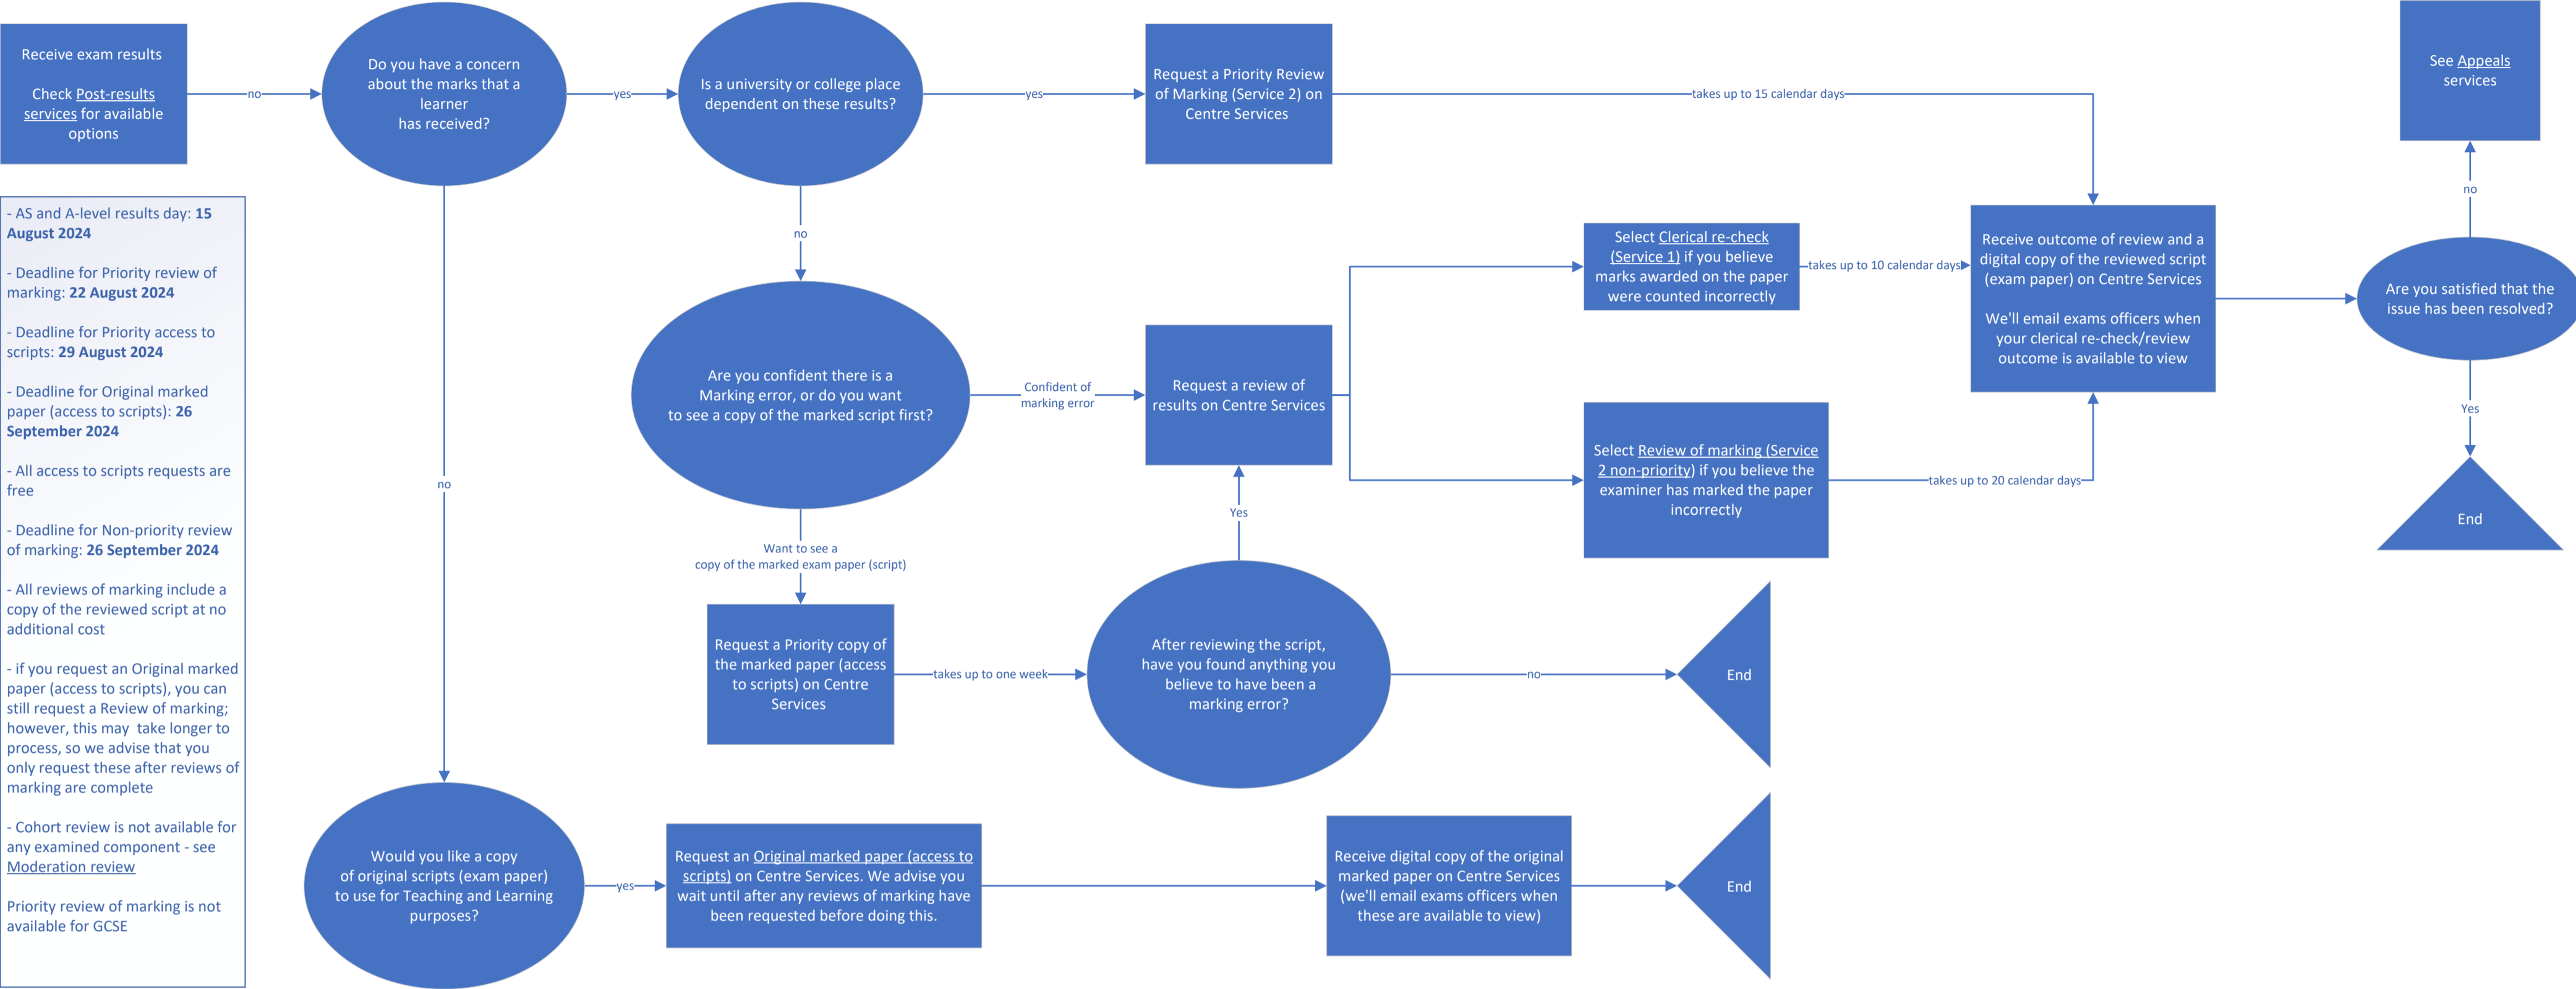 Receive exam results
Check Post-results
services for available
options
no
Do you have a concern
about the marks that a
learner
has received?
yes
Is a university or college place
dependent on these results?
yes
Request a Priority Review
of Marking (Service 2) on
Centre Services
takes up to 15 calendar days
See Appeals
services
no
- AS and A-level results day: 15
August 2024
- Deadline for Priority review of
marking: 22 August 2024
- Deadline for Priority access to
scripts: 29 August 2024
- Deadline for Original marked
paper (access to scripts): 26
September 2024
- All access to scripts requests are
free
- Deadline for Non-priority review
of marking: 26 September 2024
- All reviews of marking include a
copy of the reviewed script at no
additional cost
- if you request an Original marked
paper (access to scripts), you can
still request a Review of marking;
however, this may  take longer to
process, so we advise that you
only request these after reviews of
marking are complete
- Cohort review is not available for
any examined component - see
Moderation review
Priority review of marking is not
available for GCSE
no
no
Are you confident there is a
Marking error, or do you want
to see a copy of the marked script first?
Confident of
marking error
Request a review of
results on Centre Services
Select Clerical re-check
(Service 1) if you believe
marks awarded on the paper
were counted incorrectly
takes up to 10 calendar days
Receive outcome of review and a
digital copy of the reviewed script
(exam paper) on Centre Services
We'll email exams officers when
your clerical re-check/review
outcome is available to view
Are you satisfied that the
issue has been resolved?
Yes
End
Select Review of marking (Service
2 non-priority) if you believe the
examiner has marked the paper
incorrectly
takes up to 20 calendar days
Want to see a
copy of the marked exam paper (script)
Yes
Request a Priority copy of
the marked paper (access
to scripts) on Centre
Services
takes up to one week
After reviewing the script,
have you found anything you
believe to have been a
marking error?
no
End
Would you like a copy
of original scripts (exam paper)
to use for Teaching and Learning
purposes?
yes
Request an Original marked paper (access to
scripts) on Centre Services. We advise you
wait until after any reviews of marking have
been requested before doing this.
Receive digital copy of the original
marked paper on Centre Services
(we'll email exams officers when
these are available to view)
End